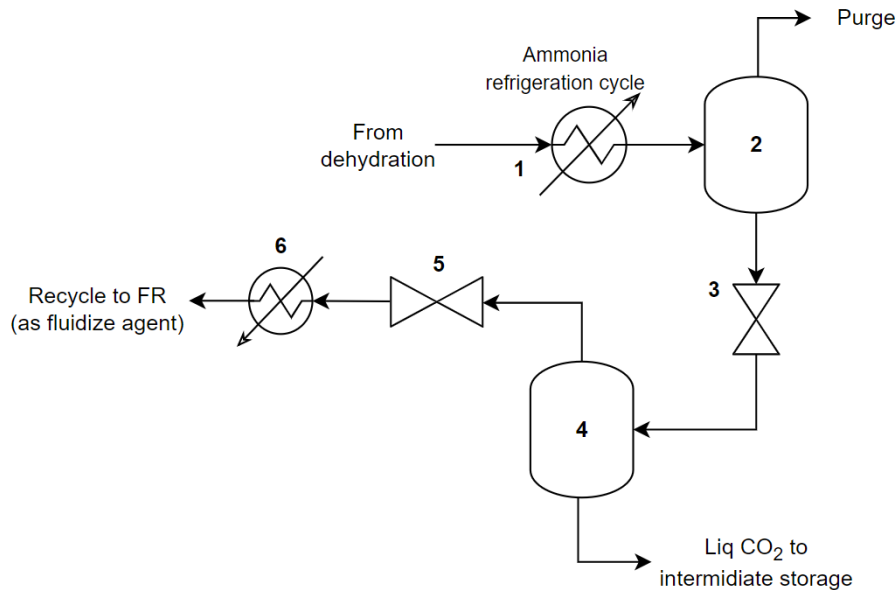 Purge
Ammonia
refrigeration cycle
From
dehydration
1
2
6
5
3
Recycle to FR
(as fluidize agent)
4
Liq CO₂ to
intermidiate storage